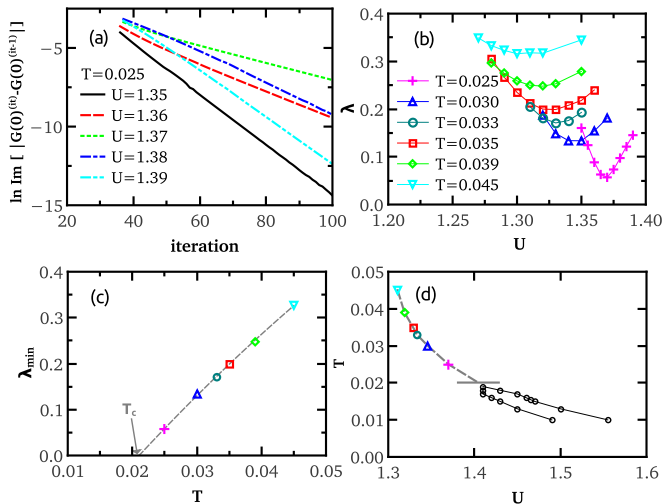 (a)
T=0.025
U=1.35
U=1.36
U=1.37
U=1.38
U=1.39
−5
−10
−15
20
40
60
80
100
iteration
ln Im [ |G(0)(it)-G(0)(it-1)|]
(b)
T=0.025
T=0.030
T=0.033
T=0.035
T=0.039
T=0.045
0.4
0.3
0.2
0.1
0.0
1.20
1.25
1.30
1.35
1.40
U
λ
(c)
Tc
0.4
0.3
0.2
0.1
0.0
0.01
0.02
0.03
0.04
0.05
T
λmin
(d)
0.05
0.04
0.03
0.02
0.01
0.00
1.3
1.4
1.5
1.6
U
T